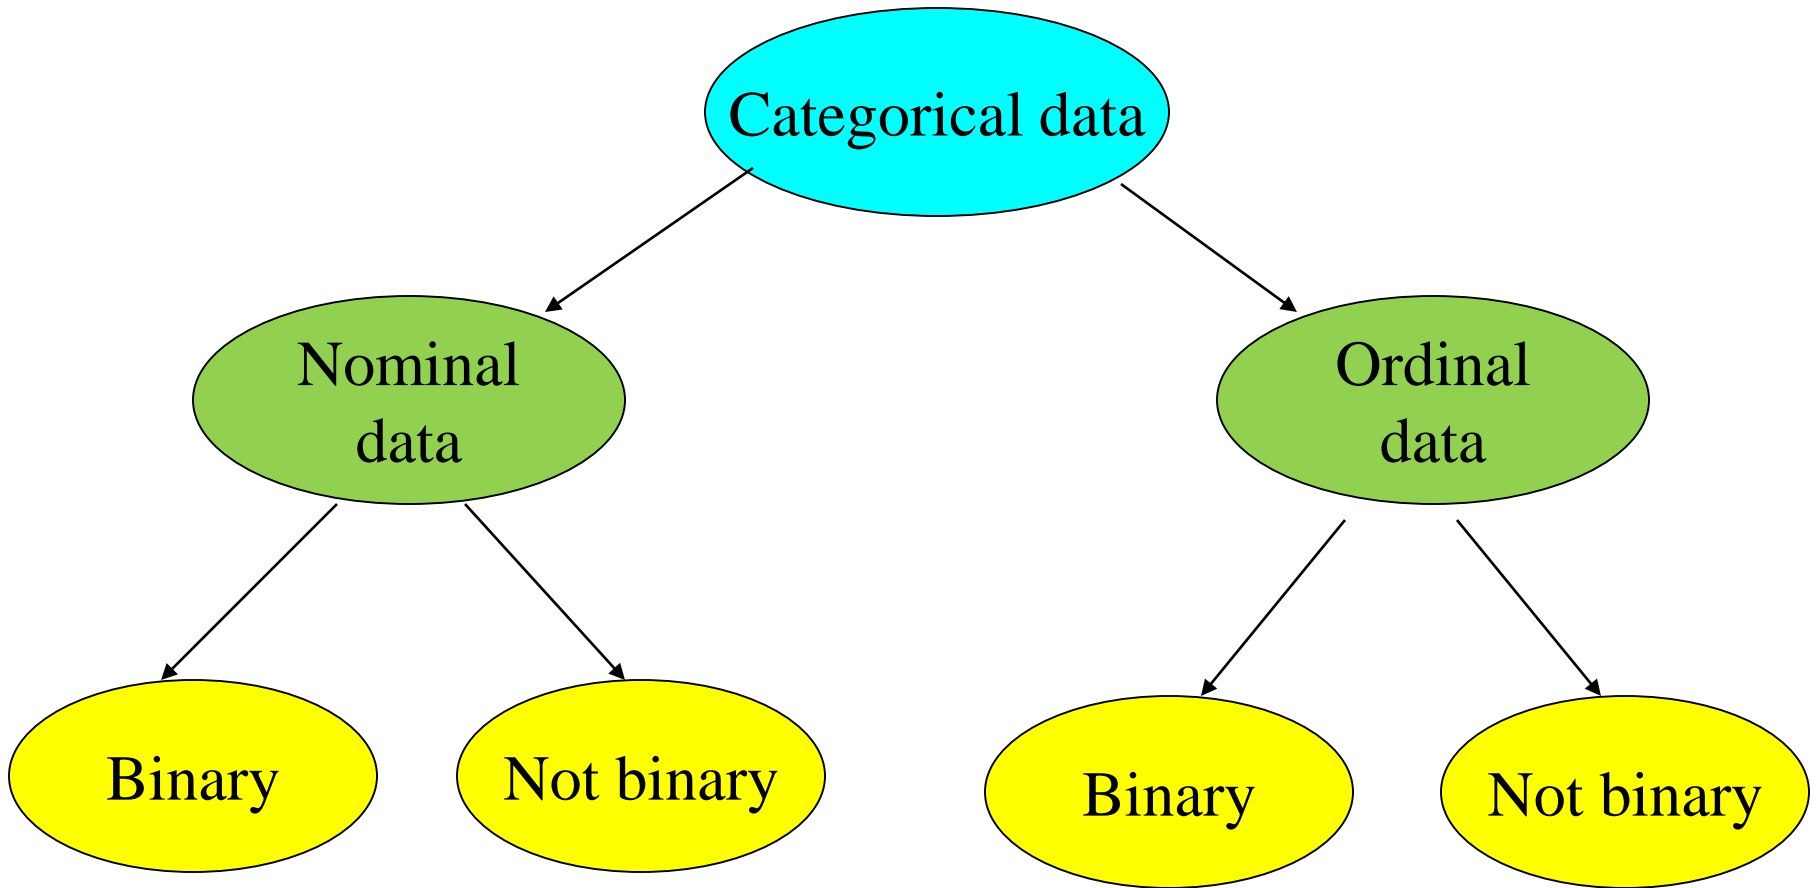 Categorical data
Nominal
data
Ordinal
data
Binary
Not binary
Binary
Not binary